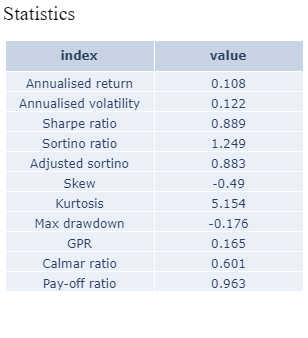 Statistics
index value
Annualised return 0.108
Annualised volatility 0.122
Sharpe ratio 0.889
Sortino ratio 1.249
Adjusted sortino 0.883
Skew -0.49
Kurtosis 5.154
Max drawdown -0.176
GPR 0.165
Calmar ratio 0.601
Pay-off ratio 0.963